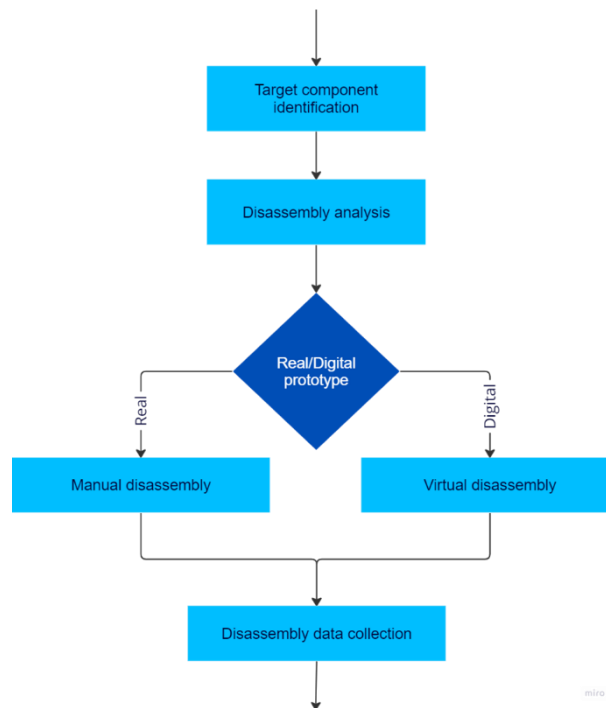 Target component
identification
Disassembly analysis
Real/Digital
prototype
Real
Digital
Manual disassembly
Virtual disassembly
Disassembly data collection
miro